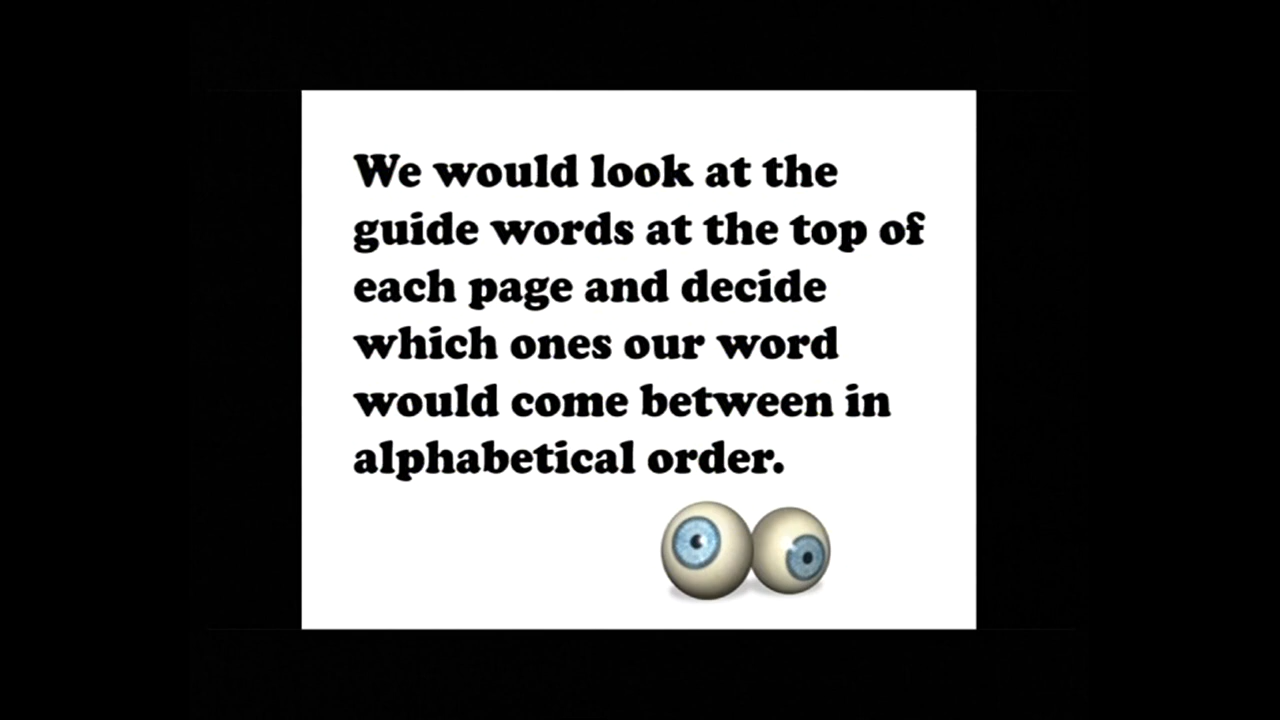 We would look at the
guide words at the top of
each page and decide
which ones our word
would come between in
alphabetical order.